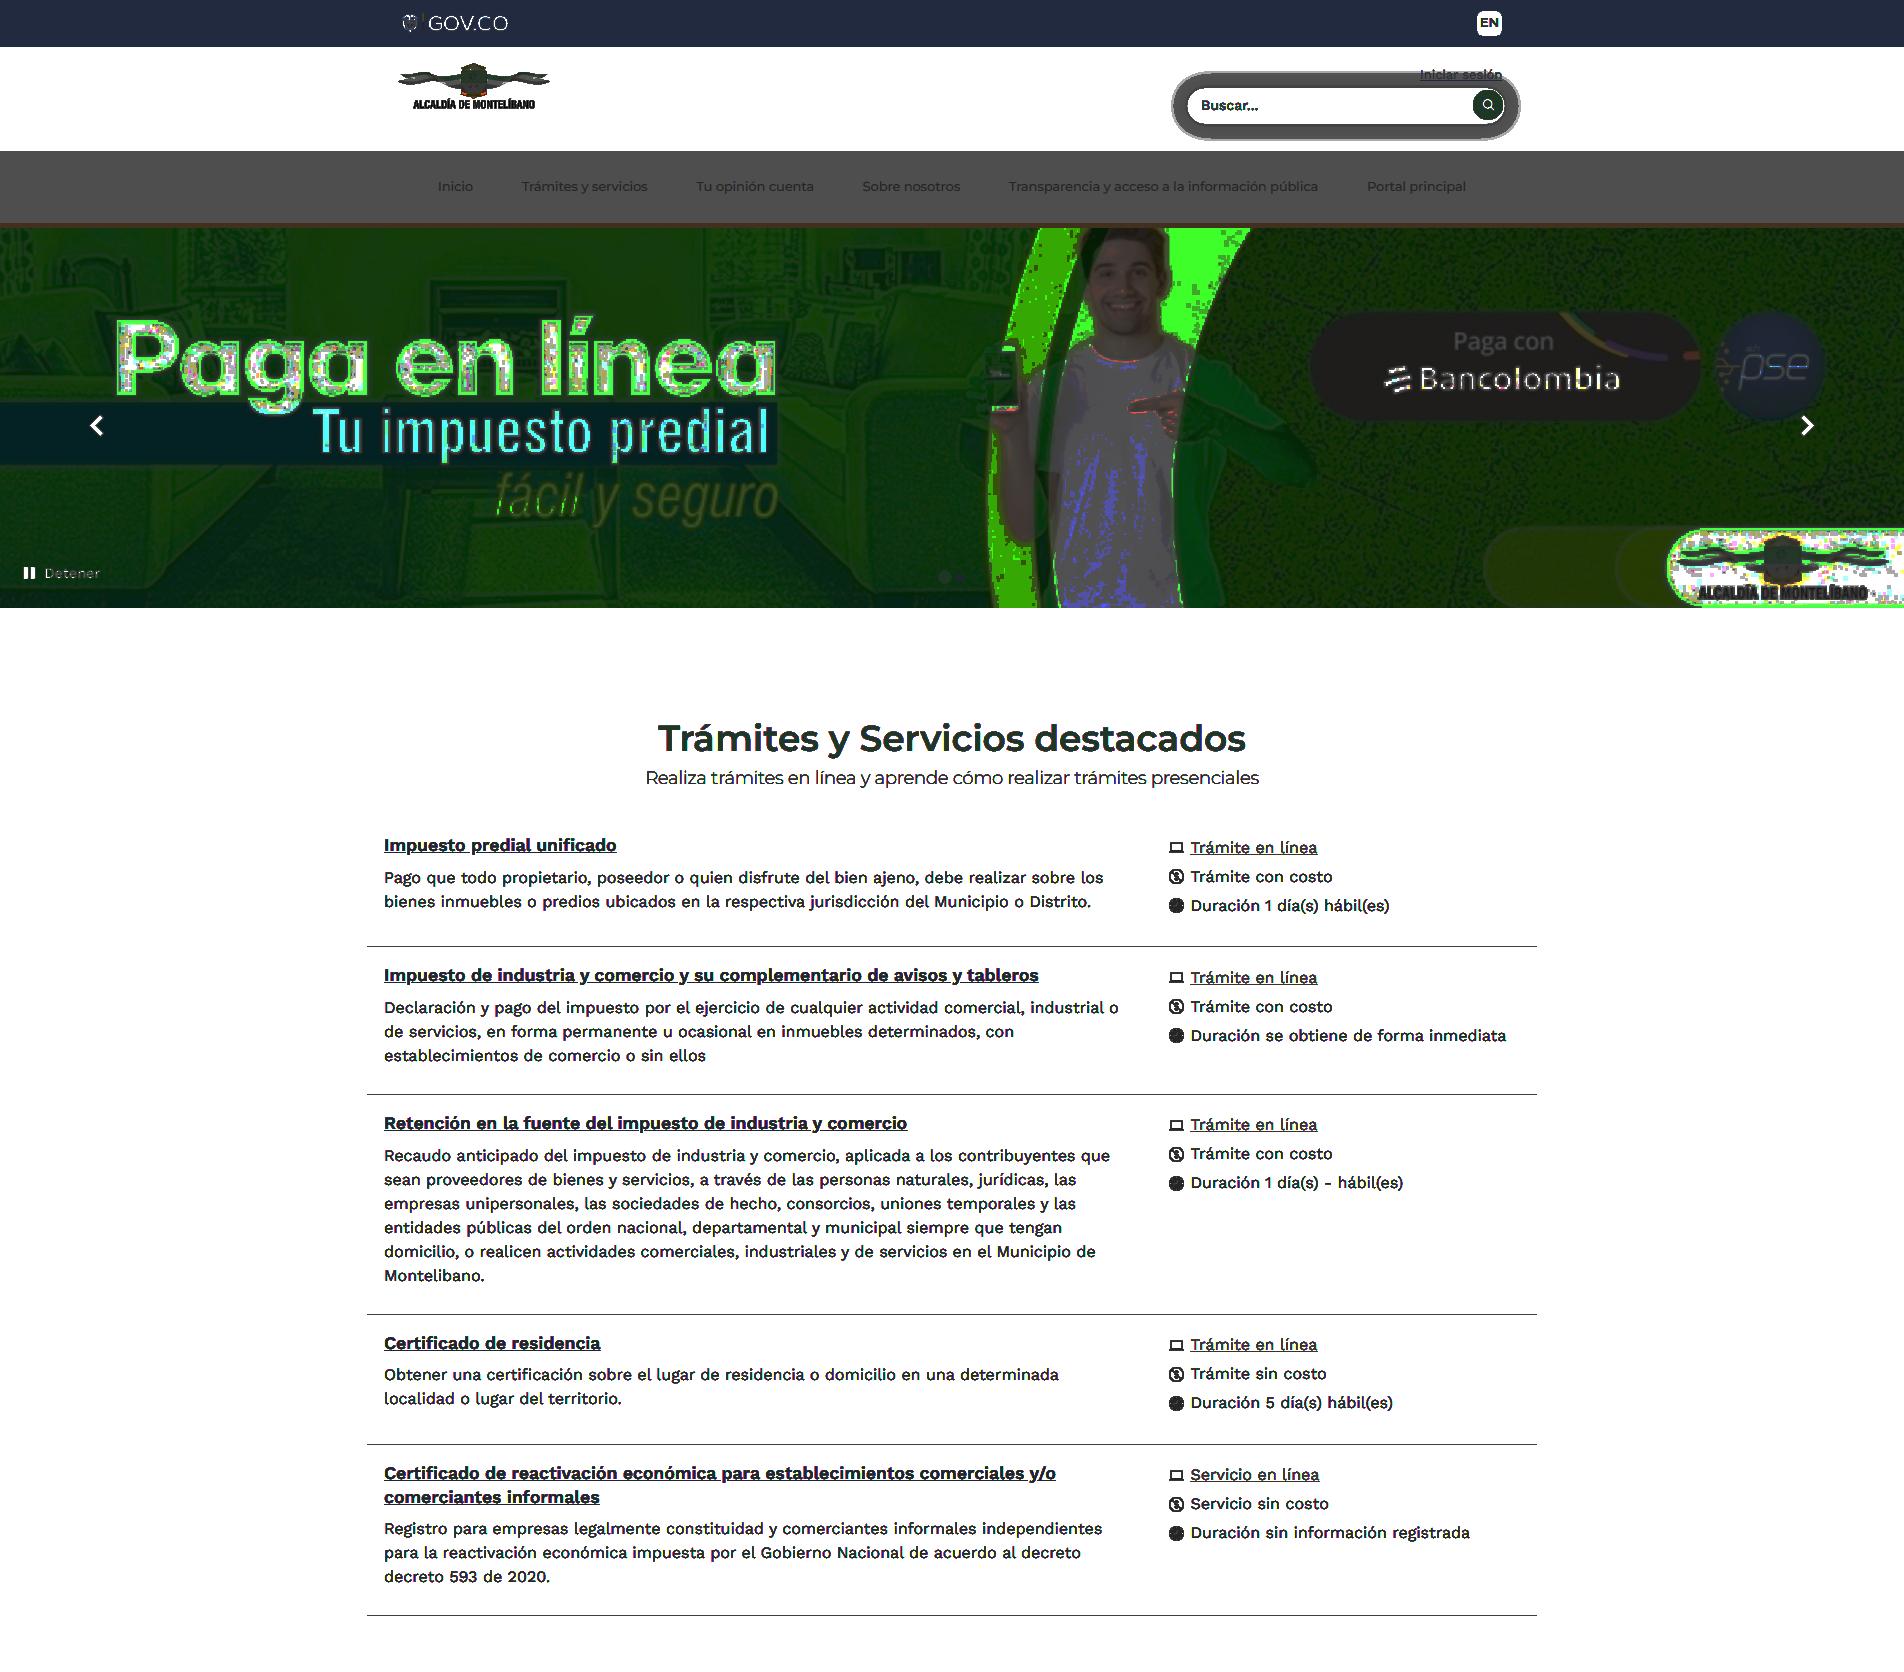 GOV.CO
EN
ALCALDÍA DE MONTELÍBANO
Iniciar sesión
Buscar...
Inicio
Trámites y servicios
Tu opinión cuenta
Sobre nosotros
Transparencia y acceso a la información pública
Portal principal
Paga en línea
Tu impuesto predial
fácil y seguro
Paga con
Bancolombia
pse
Detener
ALCALDÍA DE MONTELÍBANO
Trámites y Servicios destacados
Realiza trámites en línea y aprende cómo realizar trámites presenciales
Impuesto predial unificado
Pago que todo propietario, poseedor o quien disfrute del bien ajeno, debe realizar sobre los
bienes inmuebles o predios ubicados en la respectiva jurisdicción del Municipio o Distrito.
Trámite en línea
Trámite con costo
Duración 1 día(s) hábil(es)
Impuesto de industria y comercio y su complementario de avisos y tableros
Declaración y pago del impuesto por el ejercicio de cualquier actividad comercial, industrial o
de servicios, en forma permanente u ocasional en inmuebles determinados, con
establecimientos de comercio o sin ellos
Trámite en línea
Trámite con costo
Duración se obtiene de forma inmediata
Retención en la fuente del impuesto de industria y comercio
Recaudo anticipado del impuesto de industria y comercio, aplicada a los contribuyentes que
sean proveedores de bienes y servicios, a través de las personas naturales, jurídicas, las
empresas unipersonales, las sociedades de hecho, consorcios, uniones temporales y las
entidades públicas del orden nacional, departamental y municipal siempre que tengan
domicilio, o realicen actividades comerciales, industriales y de servicios en el Municipio de
Montelibano.
Trámite en línea
Trámite con costo
Duración 1 día(s) - hábil(es)
Certificado de residencia
Obtener una certificación sobre el lugar de residencia o domicilio en una determinada
localidad o lugar del territorio.
Trámite en línea
Trámite sin costo
Duración 5 día(s) hábil(es)
Certificado de reactivación económica para establecimientos comerciales y/o
comerciantes informales
Registro para empresas legalmente constituidad y comerciantes informales independientes
para la reactivación económica impuesta por el Gobierno Nacional de acuerdo al decreto
decreto 593 de 2020.
Servicio en línea
Servicio sin costo
Duración sin información registrada